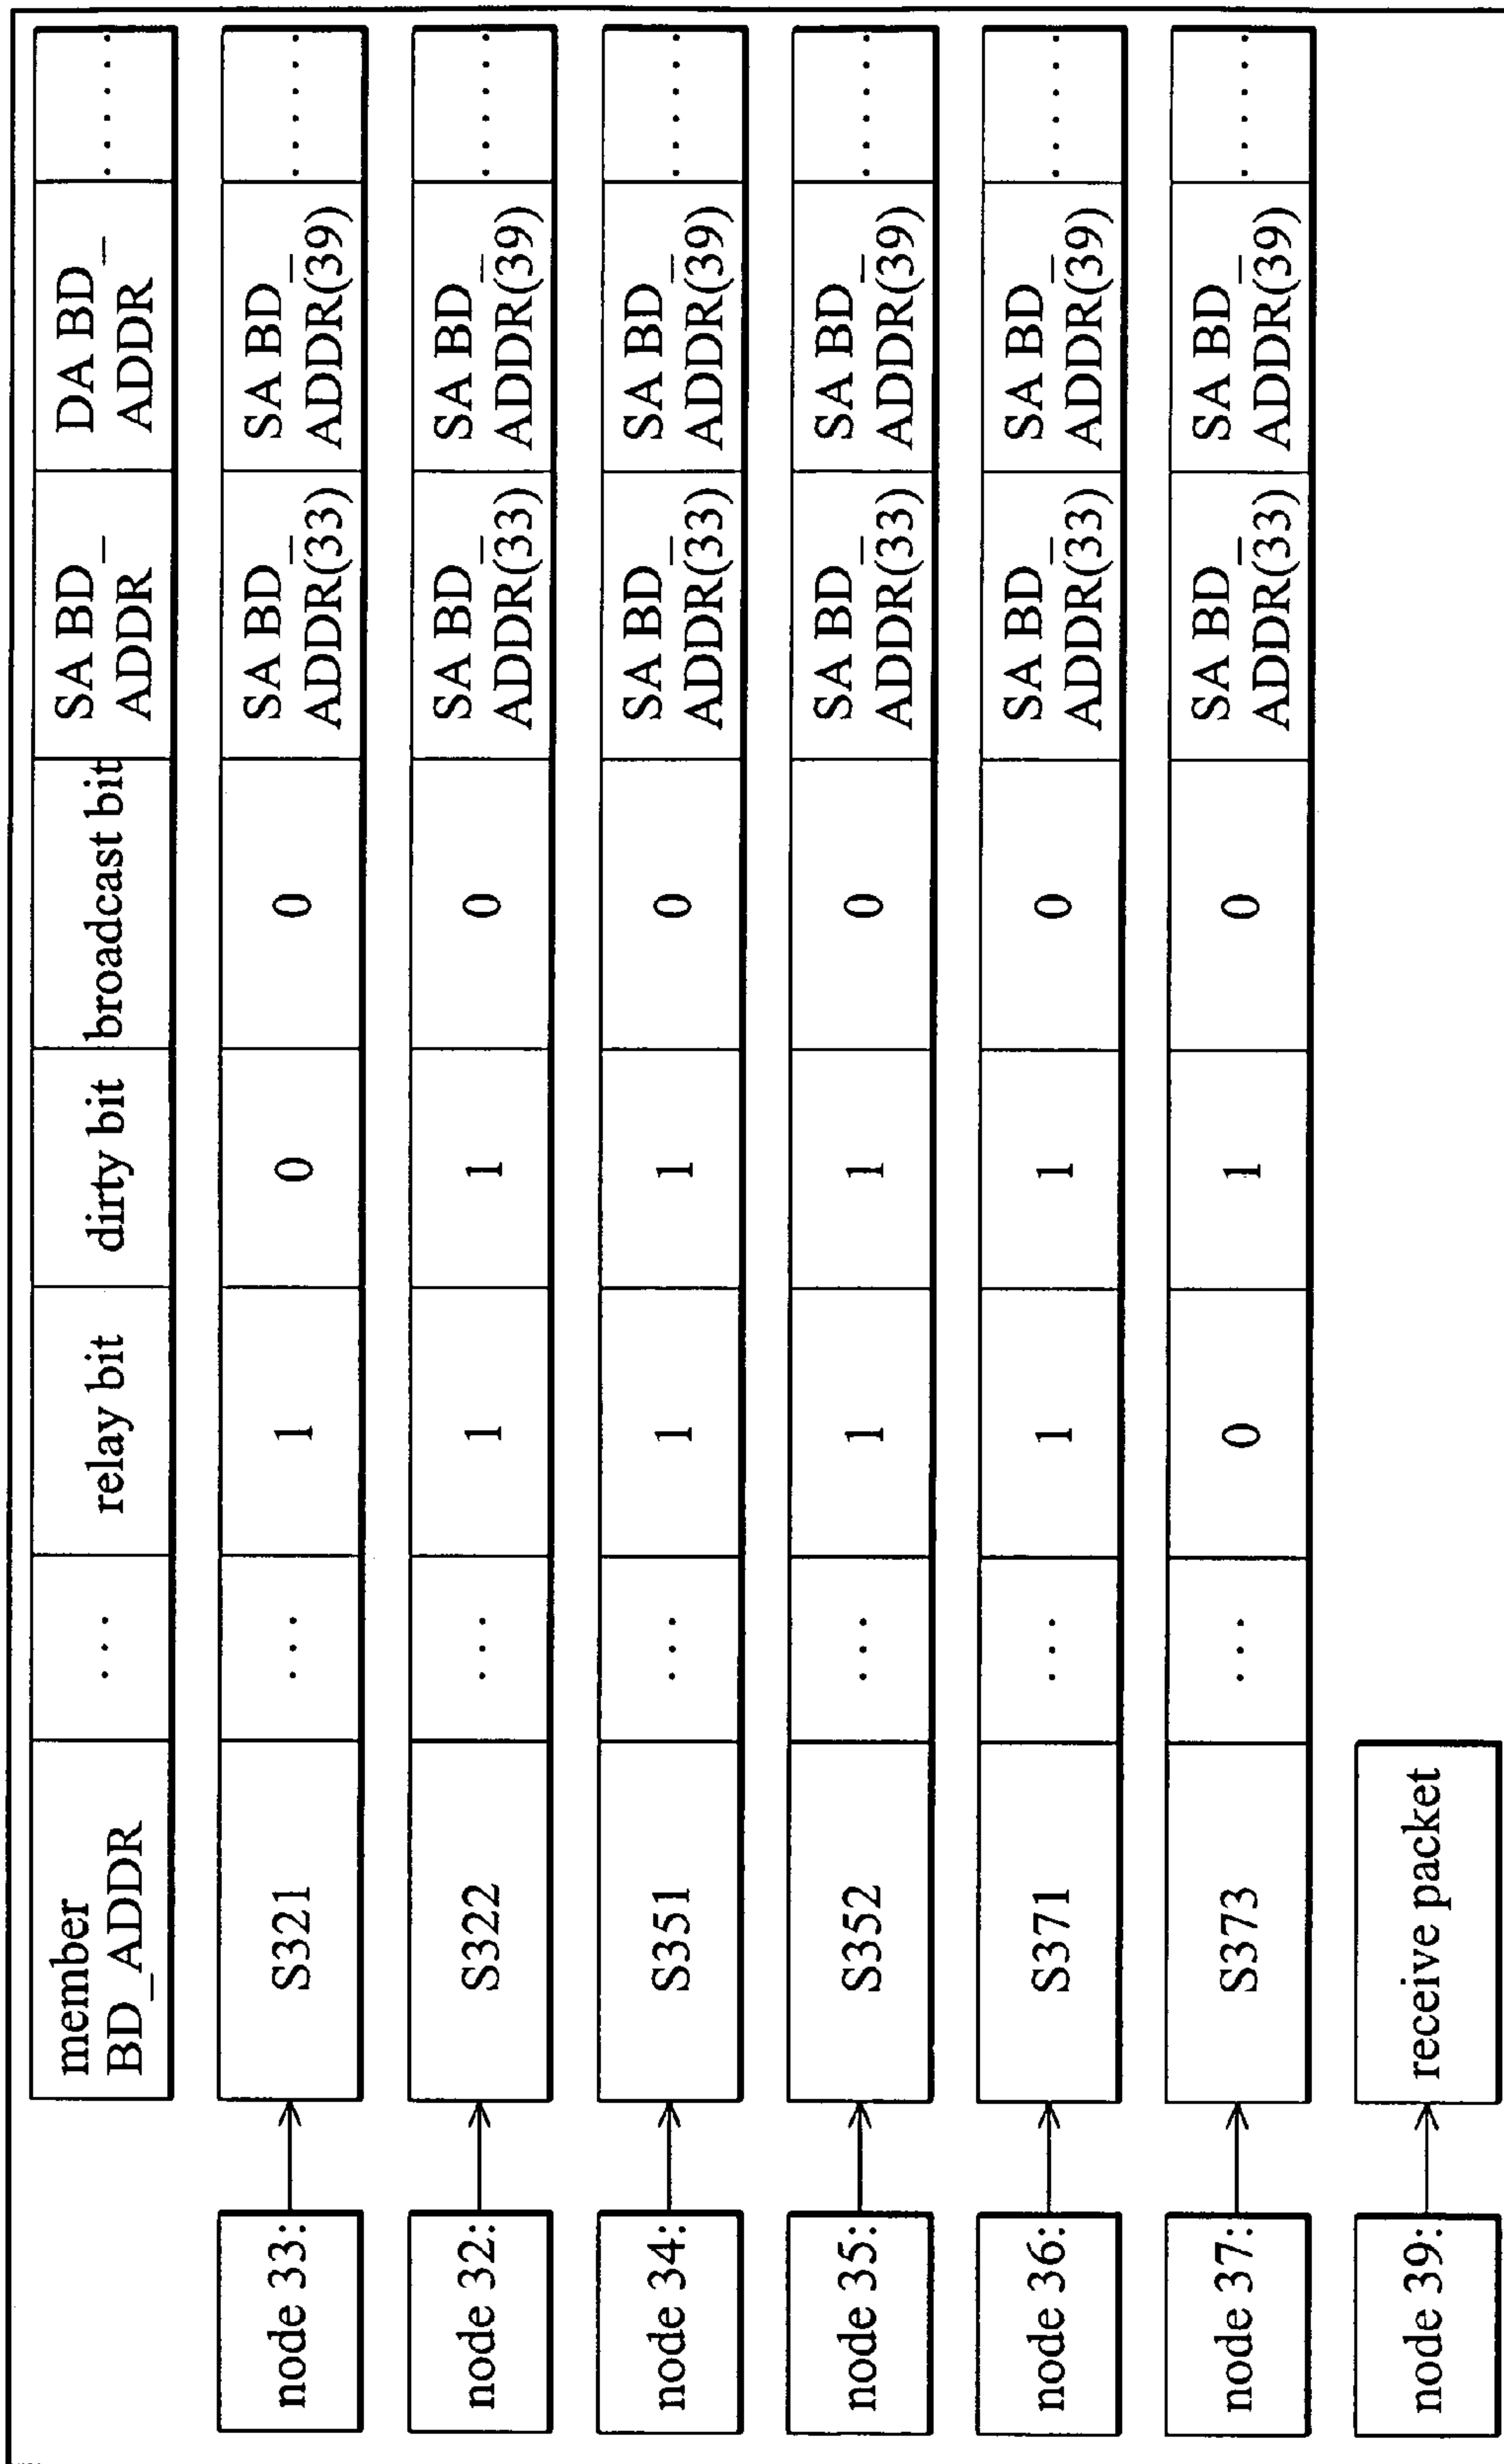 member
BD_ADDR
...
relay bit
dirty bit
broadcast bit
SA BD_
ADDR
DA BD_
ADDR
......
node 33:
S321
...
1
0
0
SA BD_
ADDR(33)
SA BD_
ADDR(39)
......
node 32:
S322
...
1
1
0
SA BD_
ADDR(33)
SA BD_
ADDR(39)
......
node 34:
S351
...
1
1
0
SA BD_
ADDR(33)
SA BD_
ADDR(39)
......
node 35:
S352
...
1
1
0
SA BD_
ADDR(33)
SA BD_
ADDR(39)
......
node 36:
S371
...
1
1
0
SA BD_
ADDR(33)
SA BD_
ADDR(39)
......
node 37:
S373
...
0
1
0
SA BD_
ADDR(33)
SA BD_
ADDR(39)
......
node 39:
receive packet